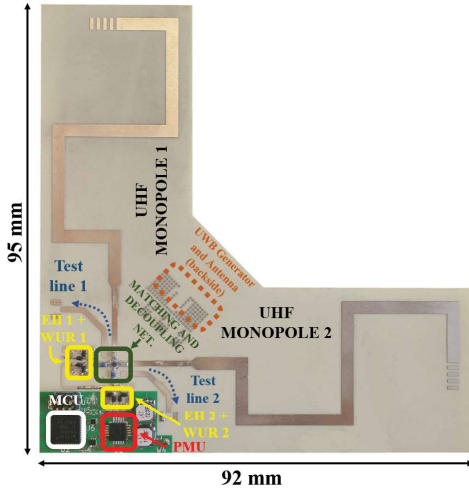 UHF
MONOPOLE 1
95 mm
UWB Generator
and Antenna
(backside)
MATCHING AND
DECOUPLING
NET.
Test
line 1
UHF
MONOPOLE 2
EH 1 +
WUR 1
Test
line 2
MCU
EH 2 +
WUR 2
PMU
92 mm